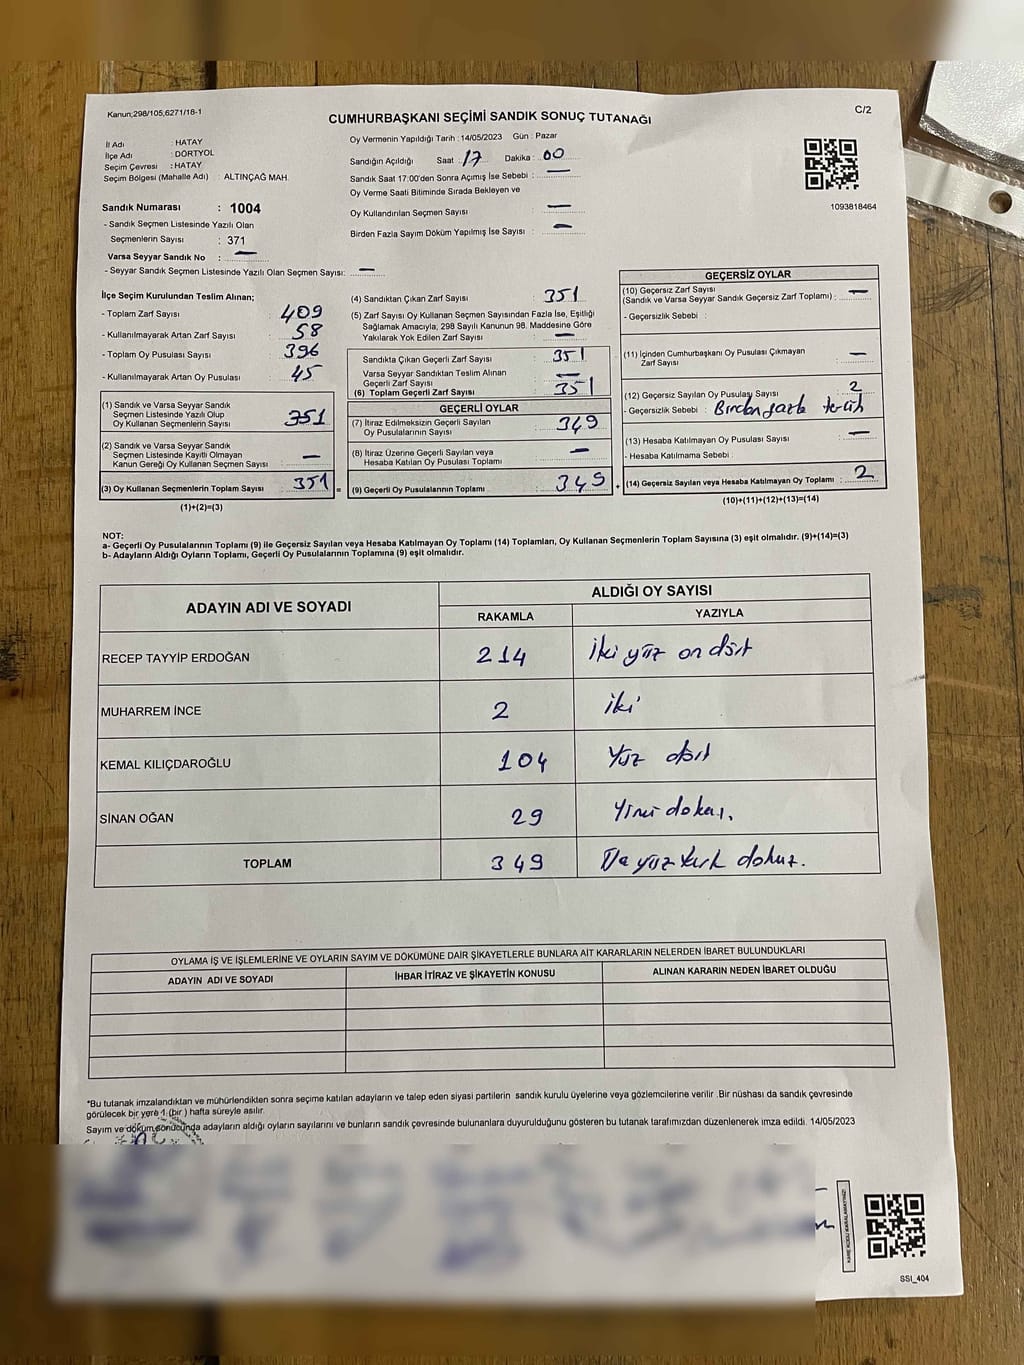 Kanun;298/105;6271/18-1
CUMHURBAŞKANI SEÇİMİ SANDIK SONUÇ TUTANAĞI
C/2
İl Adı : HATAY
İlçe Adı : DÖRTYOL
Seçim Çevresi : HATAY
Seçim Bölgesi (Mahalle Adı) : ALTINÇAĞ MAH.
Sandık Numarası : 1004
- Sandık Seçmen Listesinde Yazılı Olan
Seçmenlerin Sayısı : 371
Varsa Seyyar Sandık No : —
- Seyyar Sandık Seçmen Listesinde Yazılı Olan Seçmen Sayısı: —
Oy Vermenin Yapıldığı Tarih : 14/05/2023 Gün : Pazar
Sandığın Açıldığı Saat : 17 Dakika : 00
Sandık Saat 17:00'den Sonra Açımış İse Sebebi : —
Oy Verme Saati Bitiminde Sırada Bekleyen ve
Oy Kullandırılan Seçmen Sayısı : —
Birden Fazla Sayım Döküm Yapılmış İse Sayısı : —
1093818464
İlçe Seçim Kurulundan Teslim Alınan;
- Toplam Zarf Sayısı : 409
- Kullanılmayarak Artan Zarf Sayısı : 58
- Toplam Oy Pusulası Sayısı : 396
- Kullanılmayarak Artan Oy Pusulası : 45
(1) Sandık ve Varsa Seyyar Sandık
Seçmen Listesinde Yazılı Olup
Oy Kullanan Seçmenlerin Sayısı : 351
(2) Sandık ve Varsa Seyyar Sandık
Seçmen Listesinde Kayıtlı Olmayan
Kanun Gereği Oy Kullanan Seçmen Sayısı : —
(3) Oy Kullanan Seçmenlerin Toplam Sayısı : 351 =
(1)+(2)=(3)
(4) Sandıktan Çıkan Zarf Sayısı : 351
(5) Zarf Sayısı Oy Kullanan Seçmen Sayısından Fazla İse, Eşitliği
Sağlamak Amacıyla, 298 Sayılı Kanunun 98. Maddesine Göre
Yakılarak Yok Edilen Zarf Sayısı : —
Sandıkta Çıkan Geçerli Zarf Sayısı : 351
Varsa Seyyar Sandıktan Teslim Alınan
Geçerli Zarf Sayısı : —
(6) Toplam Geçerli Zarf Sayısı : 351
GEÇERLİ OYLAR
(7) İtiraz Edilmeksizin Geçerli Sayılan
Oy Pusulalarının Sayısı : 349
(8) İtiraz Üzerine Geçerli Sayılan veya
Hesaba Katılan Oy Pusulası Toplamı : —
(9) Geçerli Oy Pusulalarının Toplamı : 349 +
GEÇERSİZ OYLAR
(10) Geçersiz Zarf Sayısı
(Sandık ve Varsa Seyyar Sandık Geçersiz Zarf Toplamı) : —
- Geçersizlik Sebebi :
(11) İçinden Cumhurbaşkanı Oy Pusulası Çıkmayan
Zarf Sayısı : —
(12) Geçersiz Sayılan Oy Pusulası Sayısı : 2
- Geçersizlik Sebebi : Birden fazla tercih
(13) Hesaba Katılmayan Oy Pusulası Sayısı : —
- Hesaba Katılmama Sebebi :
(14) Geçersiz Sayılan veya Hesaba Katılmayan Oy Toplamı : 2
(10)+(11)+(12)+(13)=(14)
NOT:
a- Geçerli Oy Pusulalarının Toplamı (9) ile Geçersiz Sayılan veya Hesaba Katılmayan Oy Toplamı (14) Toplamları, Oy Kullanan Seçmenlerin Toplam Sayısına (3) eşit olmalıdır. (9)+(14)=(3)
b- Adayların Aldığı Oyların Toplamı, Geçerli Oy Pusulalarının Toplamına (9) eşit olmalıdır.
ADAYIN ADI VE SOYADI
ALDIĞI OY SAYISI
RAKAMLA YAZIYLA
RECEP TAYYİP ERDOĞAN 214 İki yüz on dört
MUHARREM İNCE 2 iki
KEMAL KILIÇDAROĞLU 104 Yüz dört
SİNAN OĞAN 29 Yirmi dokuz.
TOPLAM 349 Üç yüz kırk dokuz.
OYLAMA İŞ VE İŞLEMLERİNE VE OYLARIN SAYIM VE DÖKÜMÜNE DAİR ŞİKAYETLERLE BUNLARA AİT KARARLARIN NELERDEN İBARET BULUNDUKLARI
ADAYIN ADI VE SOYADI İHBAR İTİRAZ VE ŞİKAYETİN KONUSU ALINAN KARARIN NEDEN İBARET OLDUĞU
*Bu tutanak imzalandıktan ve mühürlendikten sonra seçime katılan adayların ve talep eden siyasi partilerin sandık kurulu üyelerine veya gözlemcilerine verilir .Bir nüshası da sandık çevresinde
görülecek bir yere 1 (bir ) hafta süreyle asılır.
Sayım ve döküm sonucunda adayların aldığı oyların sayılarını ve bunların sandık çevresinde bulunanlara duyurulduğunu gösteren bu tutanak tarafımızdan düzenlenerek imza edildi. 14/05/2023
KARE KODU KARALAMAYINIZ!
SSI_404